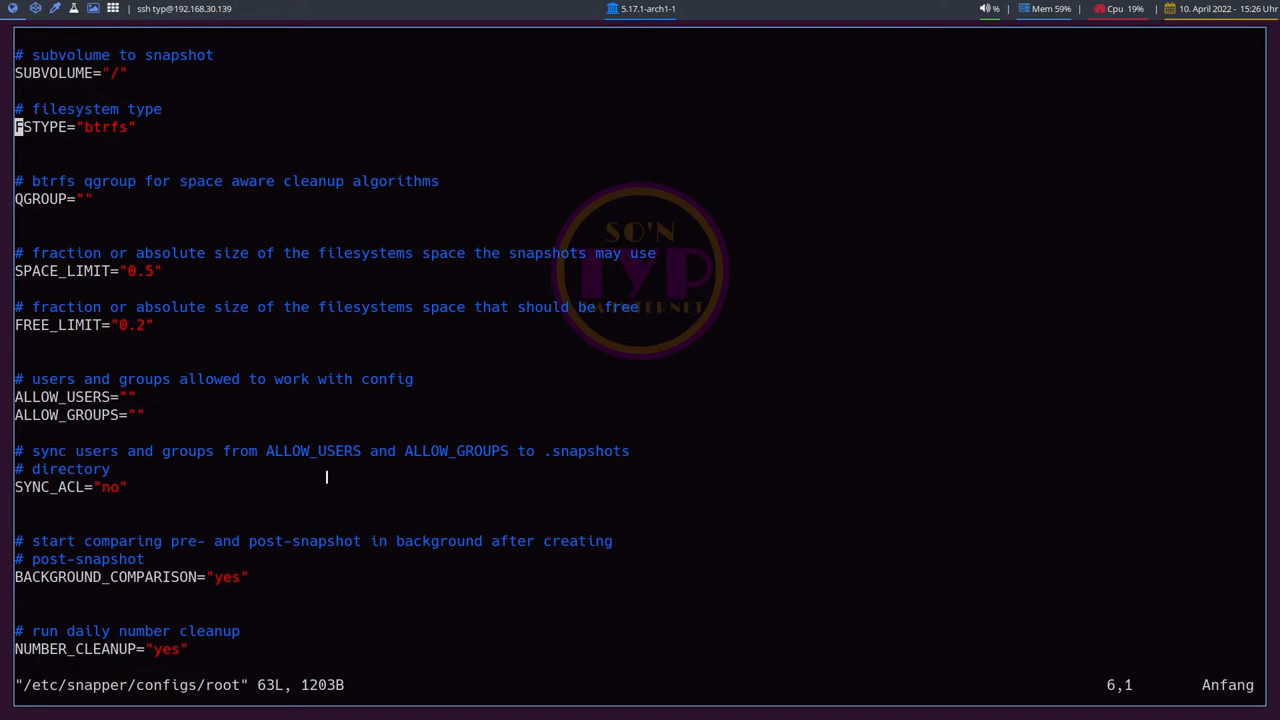 ssh typ@192.168.30.139
5.17.1-arch1-1
% | Mem 59% | Cpu 19% | 10. April 2022 - 15:26 Uhr
# subvolume to snapshot
SUBVOLUME="/"
# filesystem type
FSTYPE="btrfs"
# btrfs qgroup for space aware cleanup algorithms
QGROUP=""
# fraction or absolute size of the filesystems space the snapshots may use
SPACE_LIMIT="0.5"
# fraction or absolute size of the filesystems space that should be free
FREE_LIMIT="0.2"
# users and groups allowed to work with config
ALLOW_USERS=""
ALLOW_GROUPS=""
# sync users and groups from ALLOW_USERS and ALLOW_GROUPS to .snapshots
# directory
SYNC_ACL="no"
# start comparing pre- and post-snapshot in background after creating
# post-snapshot
BACKGROUND_COMPARISON="yes"
# run daily number cleanup
NUMBER_CLEANUP="yes"
"/etc/snapper/configs/root" 63L, 1203B
6,1
Anfang
SO'N
TYP
IM INTERNET